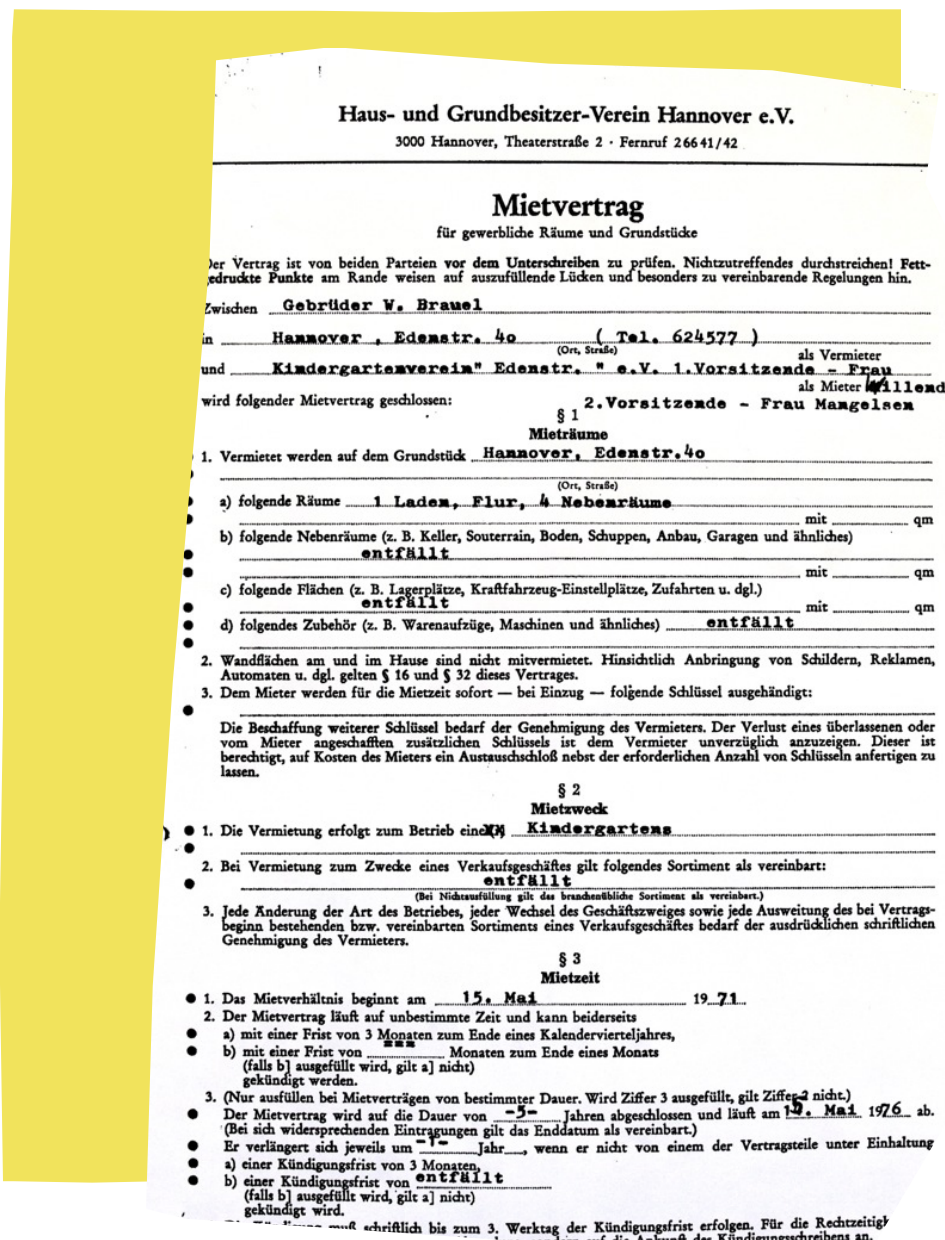 Haus- und Grundbesitzer-Verein Hannover e.V.
3000 Hannover, Theaterstraße 2 · Fernruf 26641/42
Mietvertrag
für gewerbliche Räume und Grundstücke
Der Vertrag ist von beiden Parteien vor dem Unterschreiben zu prüfen. Nichtzutreffendes durchstreichen! Fett-
gedruckte Punkte am Rande weisen auf auszufüllende Lücken und besonders zu vereinbarende Regelungen hin.
Zwischen Gebrüder W. Brauel
in Hannover , Edenstr. 4o ( Tel. 624577 )
(Ort, Straße)
als Vermieter
und Kindergartenverein" Edenstr. " e.V. 1.Vorsitzende - Frau
als Mieter Willend
wird folgender Mietvertrag geschlossen: 2.Vorsitzende - Frau Mangelsen
§ 1
Mieträume
1. Vermietet werden auf dem Grundstück Hannover, Edenstr.4o
(Ort, Straße)
a) folgende Räume 1 Laden, Flur, 4 Nebenräume
mit qm
b) folgende Nebenräume (z. B. Keller, Souterrain, Boden, Schuppen, Anbau, Garagen und ähnliches)
entfällt
mit qm
c) folgende Flächen (z. B. Lagerplätze, Kraftfahrzeug-Einstellplätze, Zufahrten u. dgl.)
entfällt
mit qm
d) folgendes Zubehör (z. B. Warenaufzüge, Maschinen und ähnliches) entfällt
2. Wandflächen am und im Hause sind nicht mitvermietet. Hinsichtlich Anbringung von Schildern, Reklamen,
Automaten u. dgl. gelten § 16 und § 32 dieses Vertrages.
3. Dem Mieter werden für die Mietzeit sofort — bei Einzug — folgende Schlüssel ausgehändigt:
Die Beschaffung weiterer Schlüssel bedarf der Genehmigung des Vermieters. Der Verlust eines überlassenen oder
vom Mieter angeschafften zusätzlichen Schlüssels ist dem Vermieter unverzüglich anzuzeigen. Dieser ist
berechtigt, auf Kosten des Mieters ein Austauschschloß nebst der erforderlichen Anzahl von Schlüsseln anfertigen zu
lassen.
§ 2
Mietzweck
1. Die Vermietung erfolgt zum Betrieb eine Kindergartens
2. Bei Vermietung zum Zwecke eines Verkaufsgeschäftes gilt folgendes Sortiment als vereinbart:
entfällt
(Bei Nichtausfüllung gilt das branchenübliche Sortiment als vereinbart.)
3. Jede Änderung der Art des Betriebes, jeder Wechsel des Geschäftszweiges sowie jede Ausweitung des bei Vertrags-
beginn bestehenden bzw. vereinbarten Sortiments eines Verkaufsgeschäftes bedarf der ausdrücklichen schriftlichen
Genehmigung des Vermieters.
§ 3
Mietzeit
1. Das Mietverhältnis beginnt am 15. Mai 19 71
2. Der Mietvertrag läuft auf unbestimmte Zeit und kann beiderseits
a) mit einer Frist von 3 Monaten zum Ende eines Kalendervierteljahres,
b) mit einer Frist von Monaten zum Ende eines Monats
(falls b] ausgefüllt wird, gilt a] nicht)
gekündigt werden.
3. (Nur ausfüllen bei Mietverträgen von bestimmter Dauer. Wird Ziffer 3 ausgefüllt, gilt Ziffer 2 nicht.)
Der Mietvertrag wird auf die Dauer von -5- Jahren abgeschlossen und läuft am Mai 1976 ab.
(Bei sich widersprechenden Eintragungen gilt das Enddatum als vereinbart.)
Er verlängert sich jeweils um -1- Jahr , wenn er nicht von einem der Vertragsteile unter Einhaltung
a) einer Kündigungsfrist von 3 Monaten,
b) einer Kündigungsfrist von entfällt
(falls b] ausgefüllt wird, gilt a] nicht)
gekündigt wird.
muß schriftlich bis zum 3. Werktag der Kündigungsfrist erfolgen. Für die
auf die Ankunft des Kündigungsschreibens an.